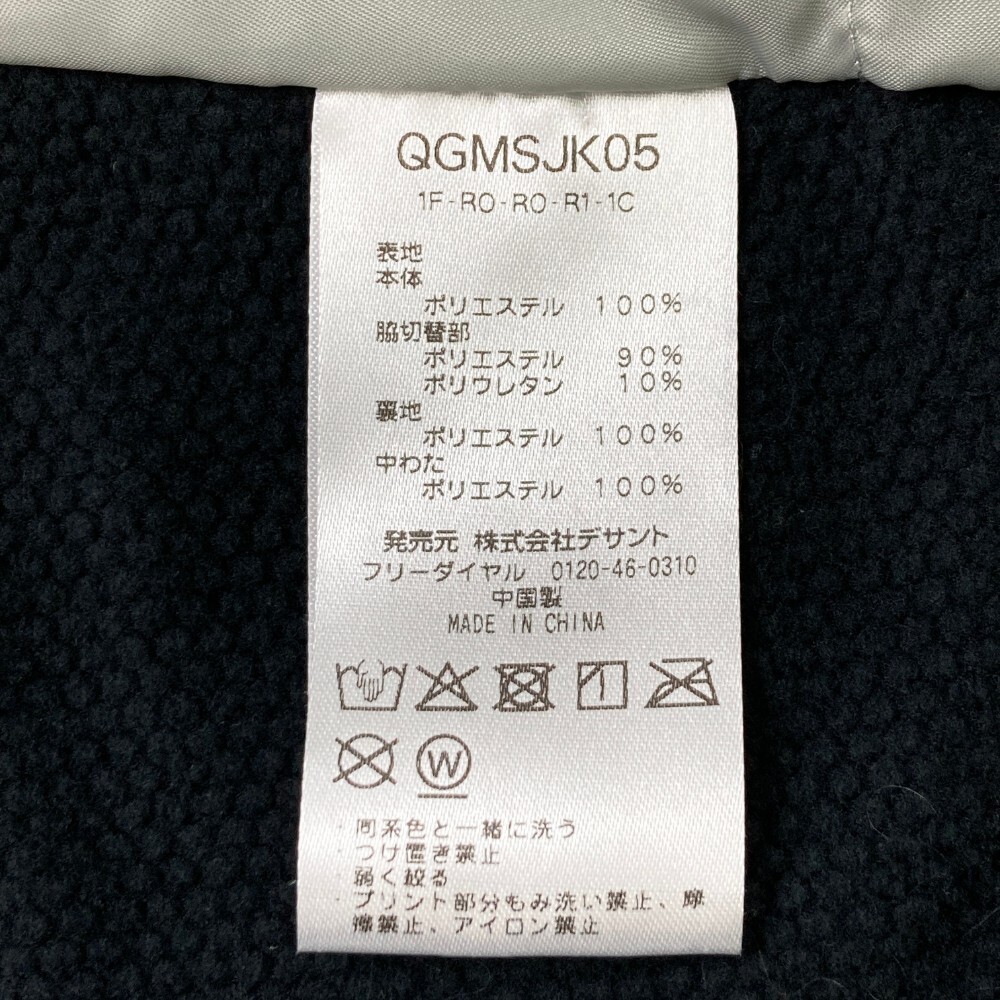 QGMSJK05
1F-R0-R0-R1-1C
表地
本体
ポリエステル 100%
脇切替部
ポリエステル 90%
ポリウレタン 10%
裏地
ポリエステル 100%
中わた
ポリエステル 100%
発売元 株式会社デサント
フリーダイヤル 0120-46-0310
中国製
MADE IN CHINA
W
・同系色と一緒に洗う
・つけ置き禁止
・弱く絞る
・プリント部分もみ洗い禁止、摩
擦禁止、アイロン禁止